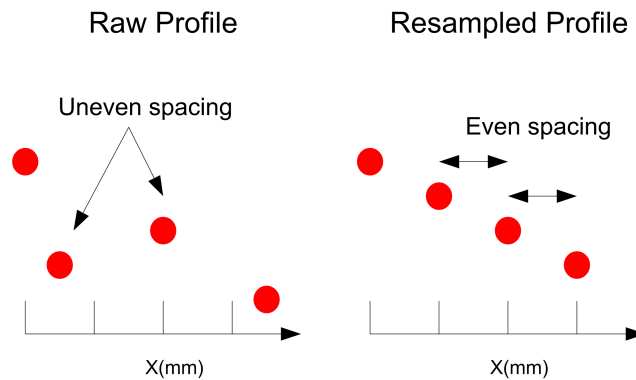 Raw Profile
Resampled Profile
Uneven spacing
Even spacing
X(mm)
X(mm)